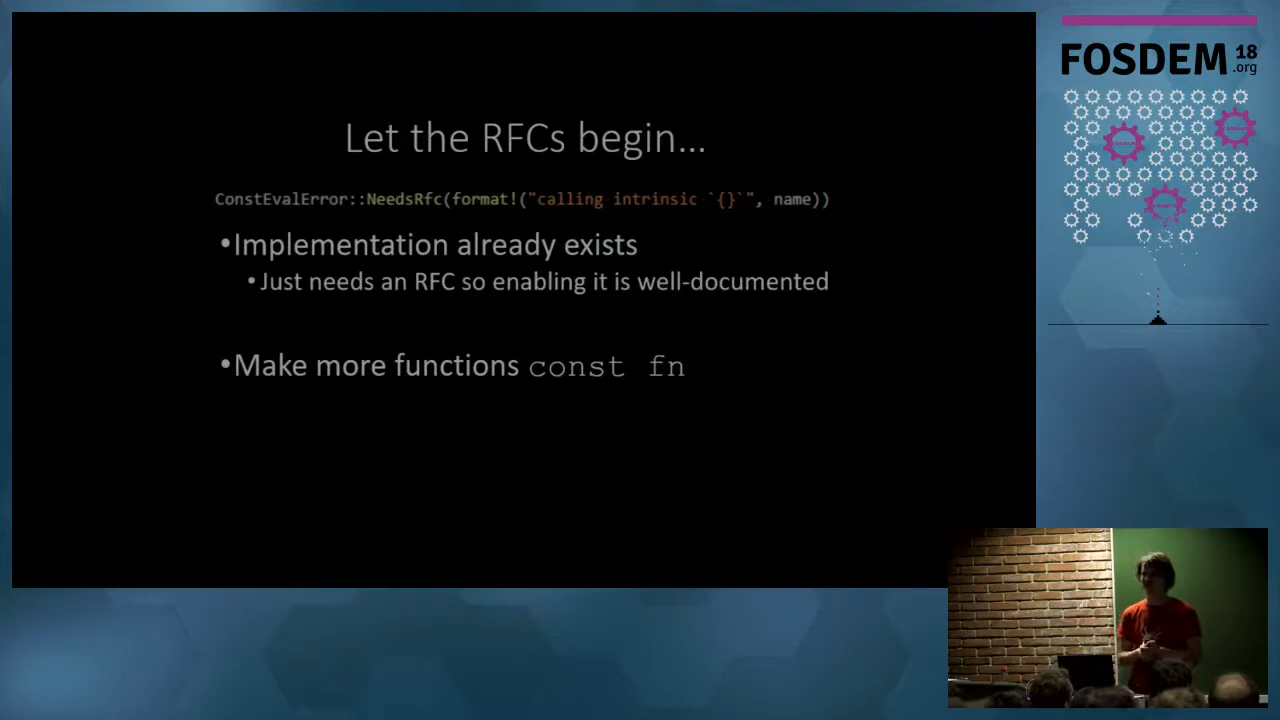 Let the RFCs begin...
ConstEvalError::NeedsRfc(format!("calling intrinsic `{}`", name))
•Implementation already exists
•Just needs an RFC so enabling it is well-documented
•Make more functions const fn
FOSDEM 18
.org